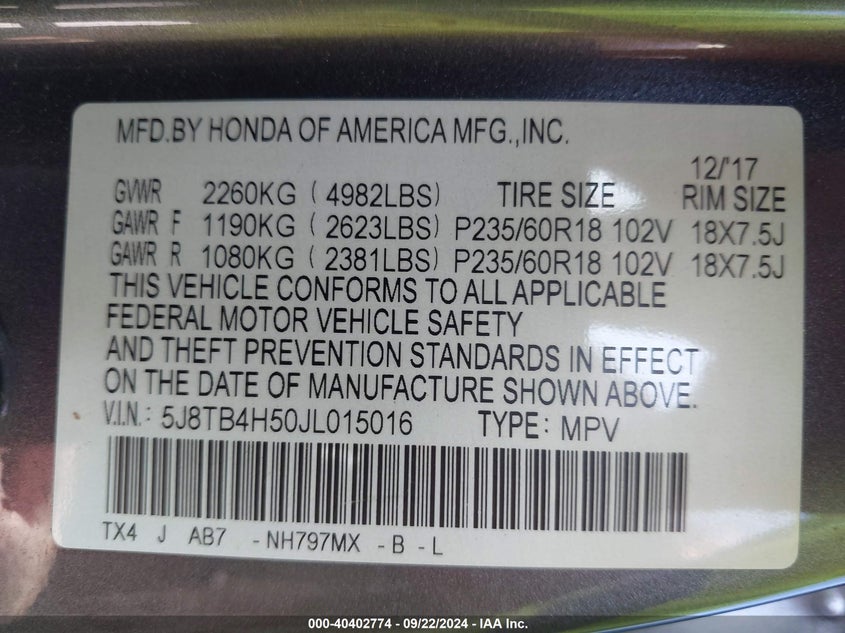 MFD.BY HONDA OF AMERICA MFG.,INC.
12/'17
GVWR 2260KG ( 4982LBS) TIRE SIZE RIM SIZE
GAWR F 1190KG ( 2623LBS) P235/60R18 102V 18X7.5J
GAWR R 1080KG ( 2381LBS) P235/60R18 102V 18X7.5J
THIS VEHICLE CONFORMS TO ALL APPLICABLE
FEDERAL MOTOR VEHICLE SAFETY
AND THEFT PREVENTION STANDARDS IN EFFECT
ON THE DATE OF MANUFACTURE SHOWN ABOVE.
V.I.N.: 5J8TB4H50JL015016 TYPE: MPV
TX4 J AB7 -NH797MX -B -L
000-40402774 - 09/22/2024 - IAA Inc.